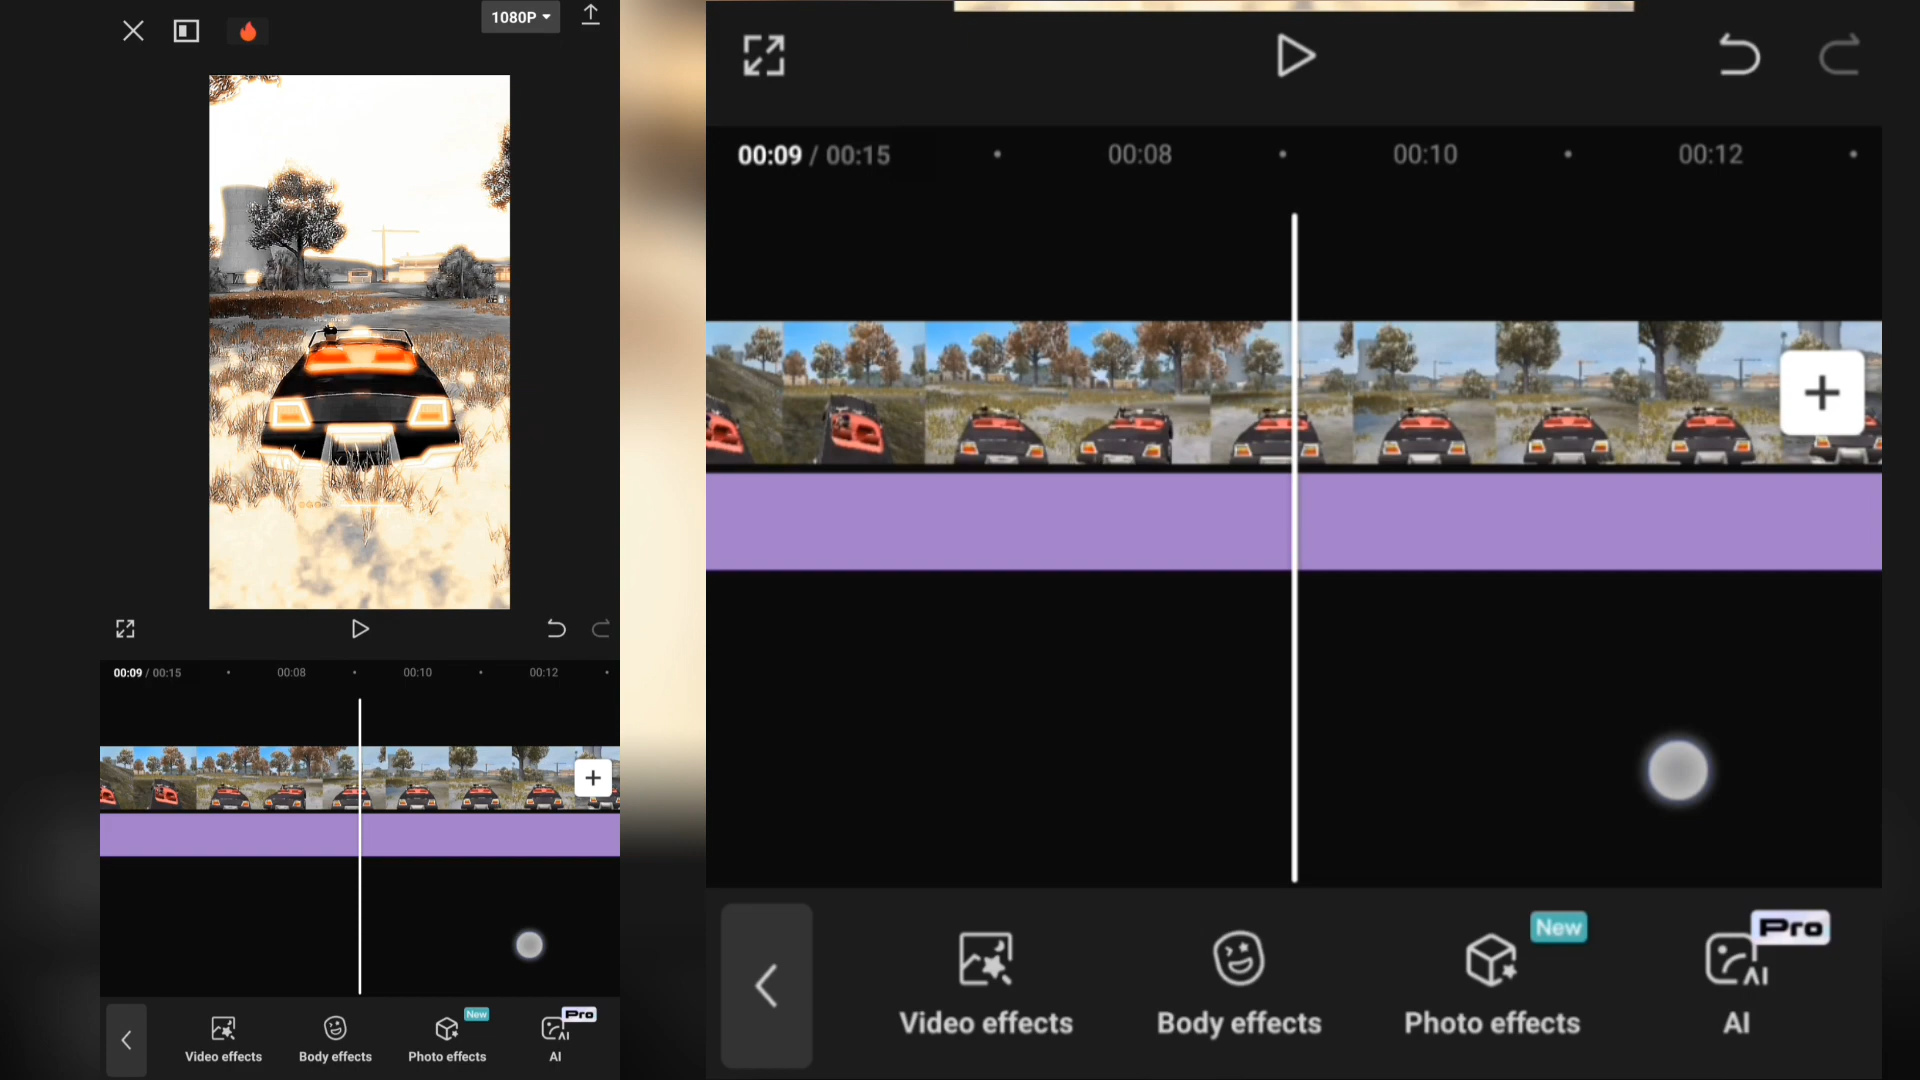 1080P
00:09 / 00:15
00:08
00:10
00:12
New
Pro
Video effects
Body effects
Photo effects
AI
00:09 / 00:15
00:08
00:10
00:12
New
Pro
Video effects
Body effects
Photo effects
AI